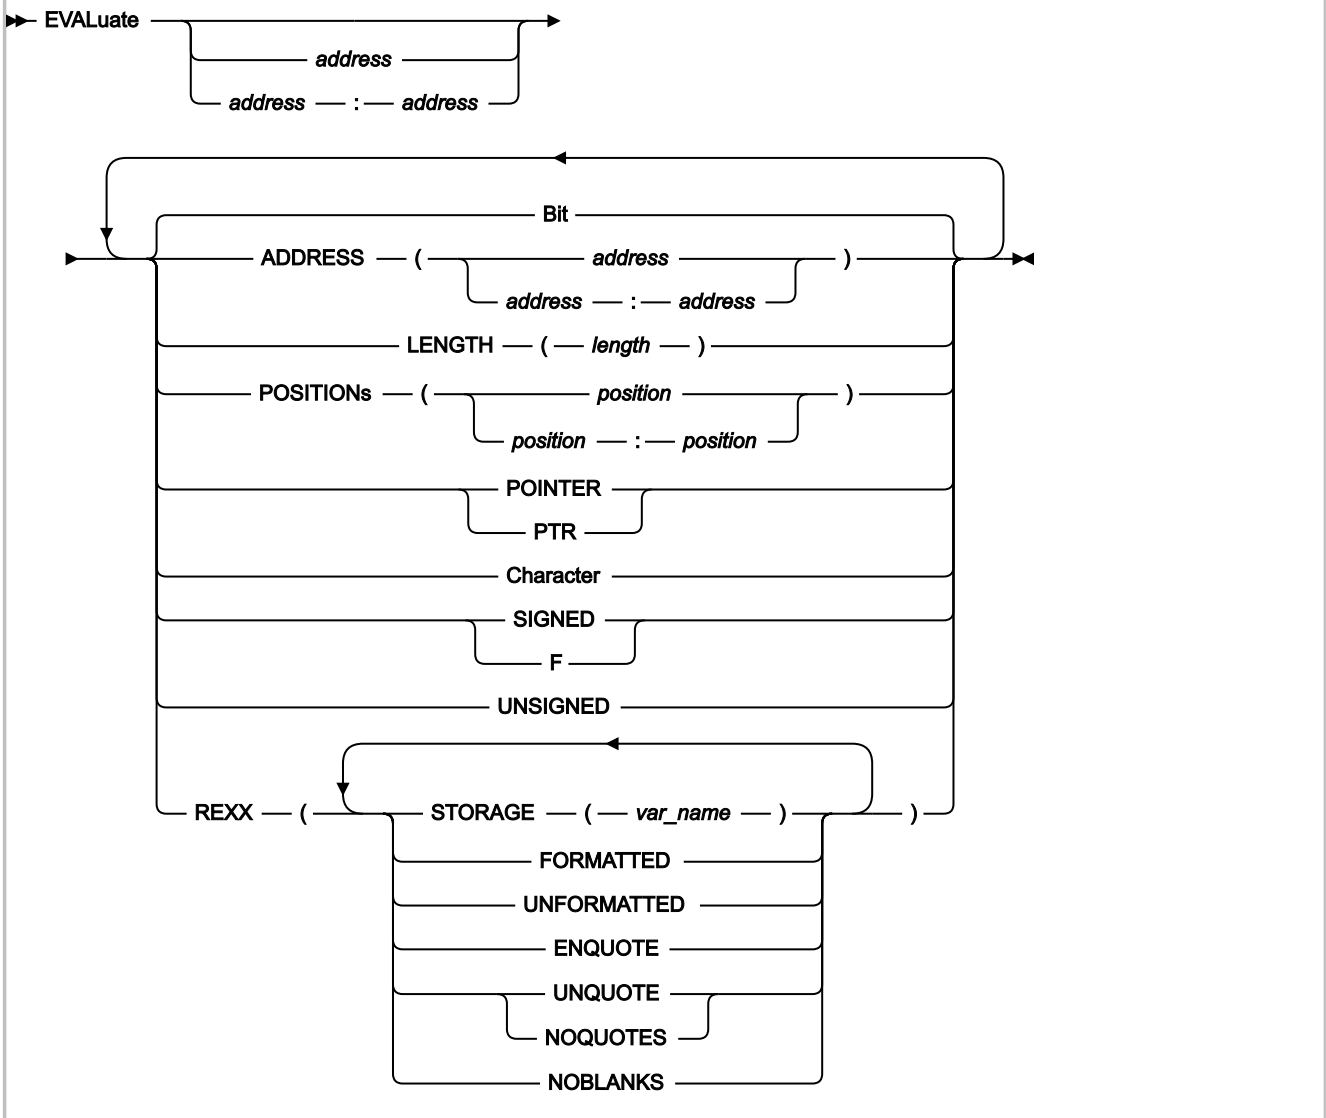 EVALuate
address
address : address
Bit
ADDRESS ( address )
address : address
LENGTH ( length )
POSITIONs ( position )
position : position
POINTER
PTR
Character
SIGNED
F
UNSIGNED
REXX ( STORAGE ( var_name ) )
FORMATTED
UNFORMATTED
ENQUOTE
UNQUOTE
NOQUOTES
NOBLANKS